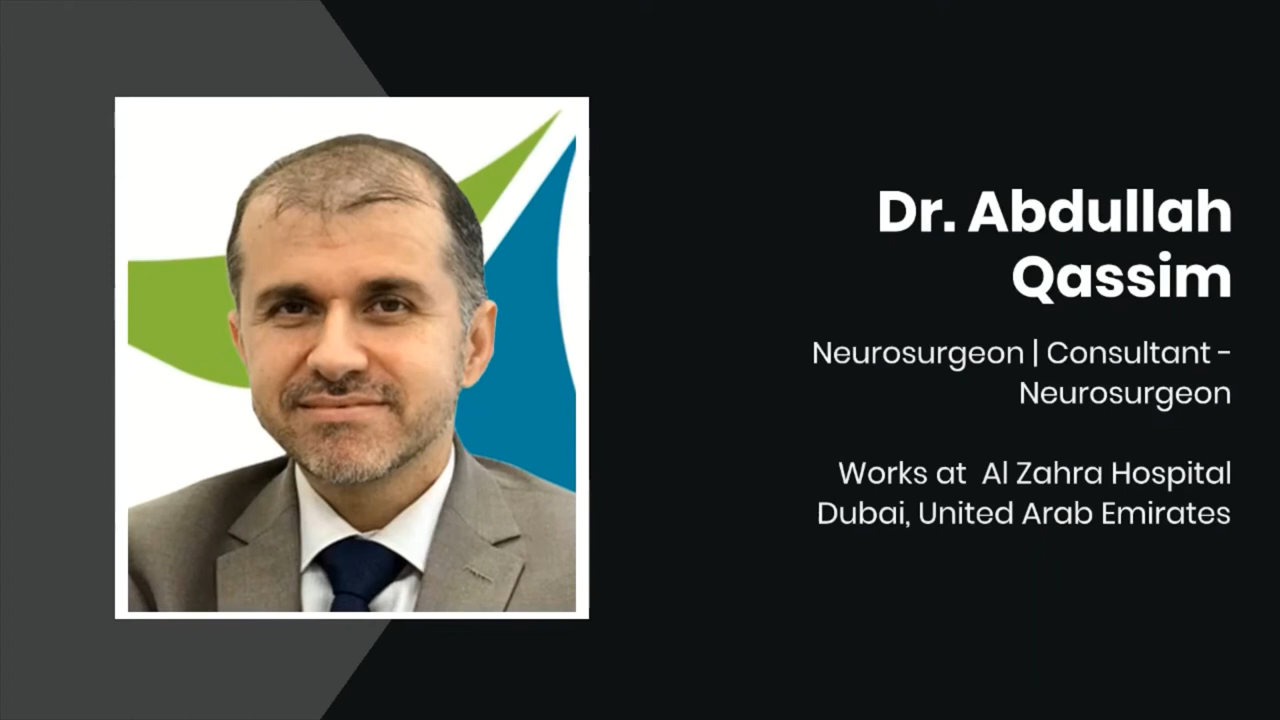 Dr. Abdullah
Qassim
Neurosurgeon | Consultant -
Neurosurgeon
Works at Al Zahra Hospital
Dubai, United Arab Emirates